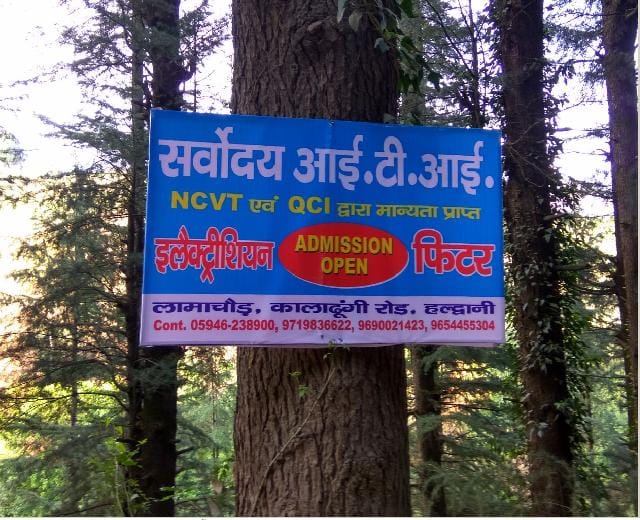 सर्वोदय आई.टी.आई.
NCVT एवं QCI द्वारा मान्यता प्राप्त
इलैक्ट्रीशियन ADMISSION OPEN फिटर
लामाचौड़, कालाढूंगी रोड. हल्द्वानी
Cont. 05946-238900, 9719836622, 9690021423, 9654455304